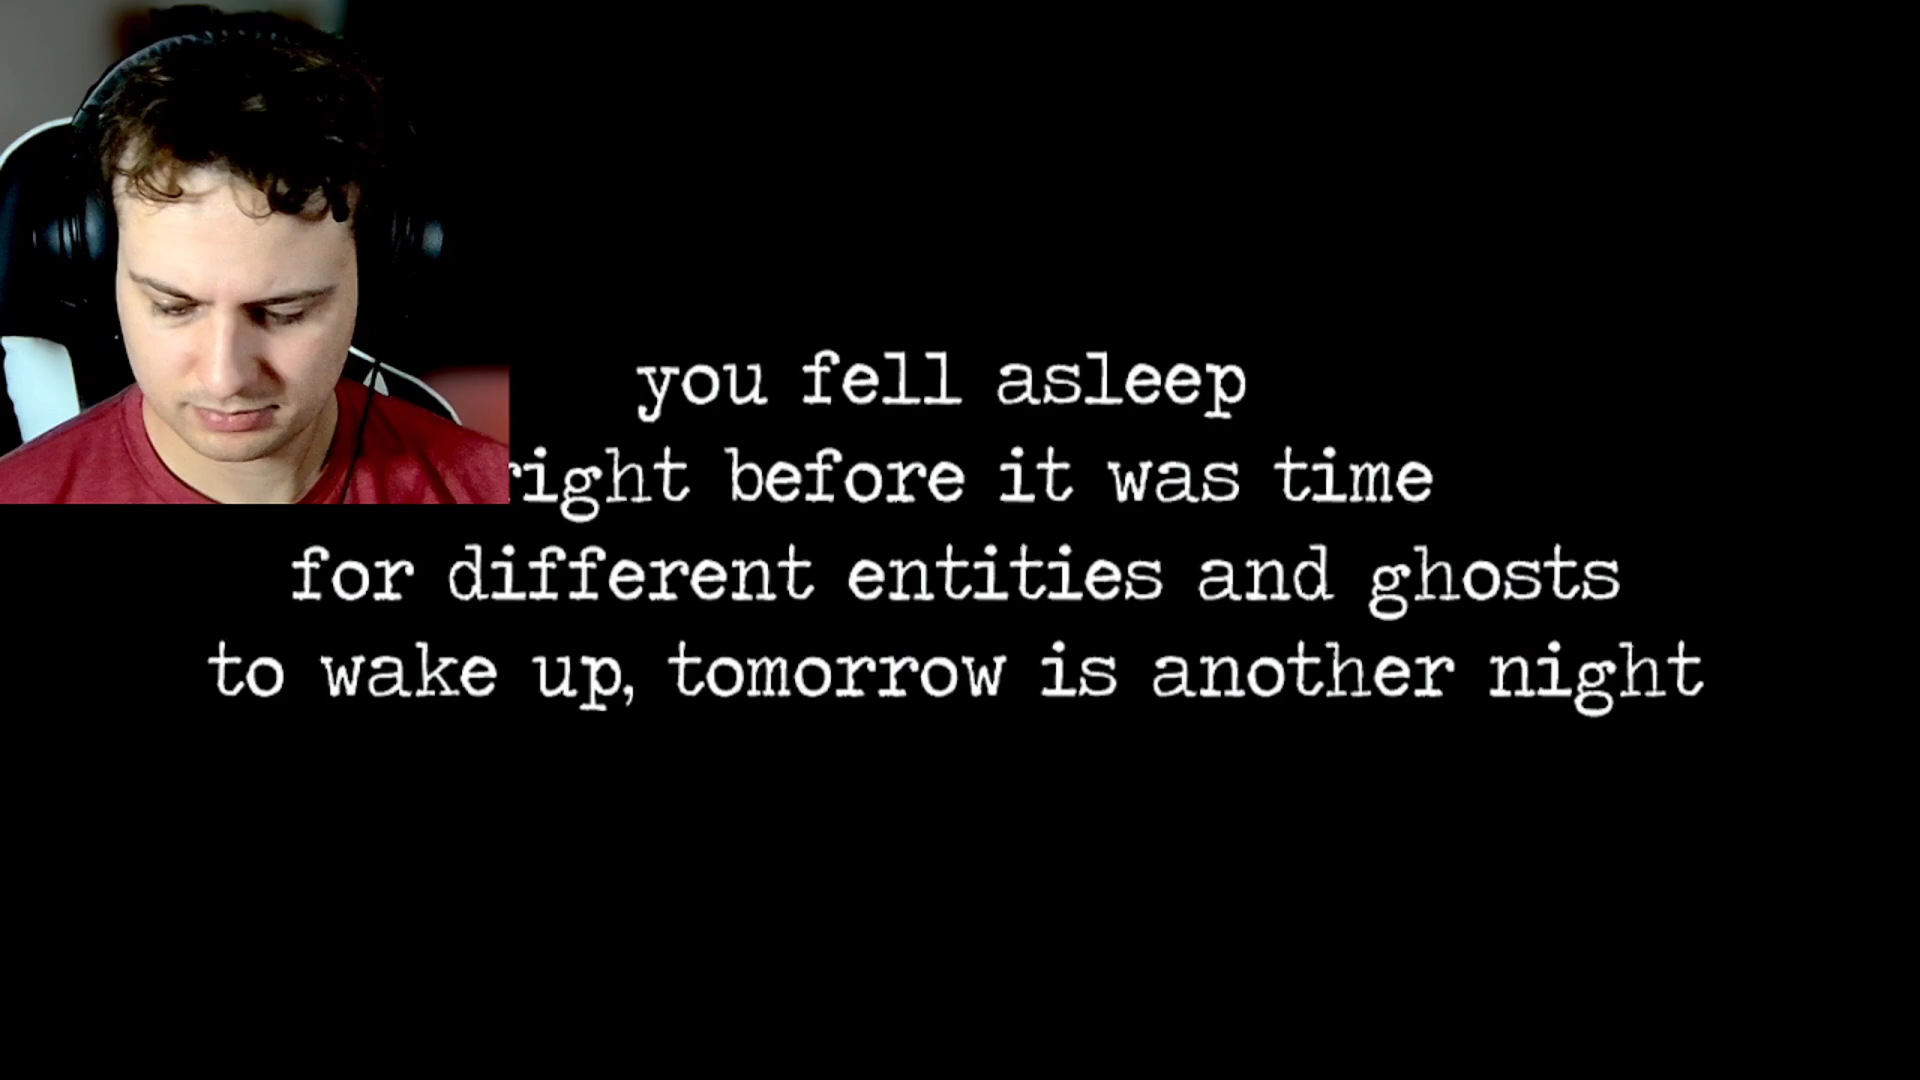 you fell asleep
right before it was time
for different entities and ghosts
to wake up, tomorrow is another night